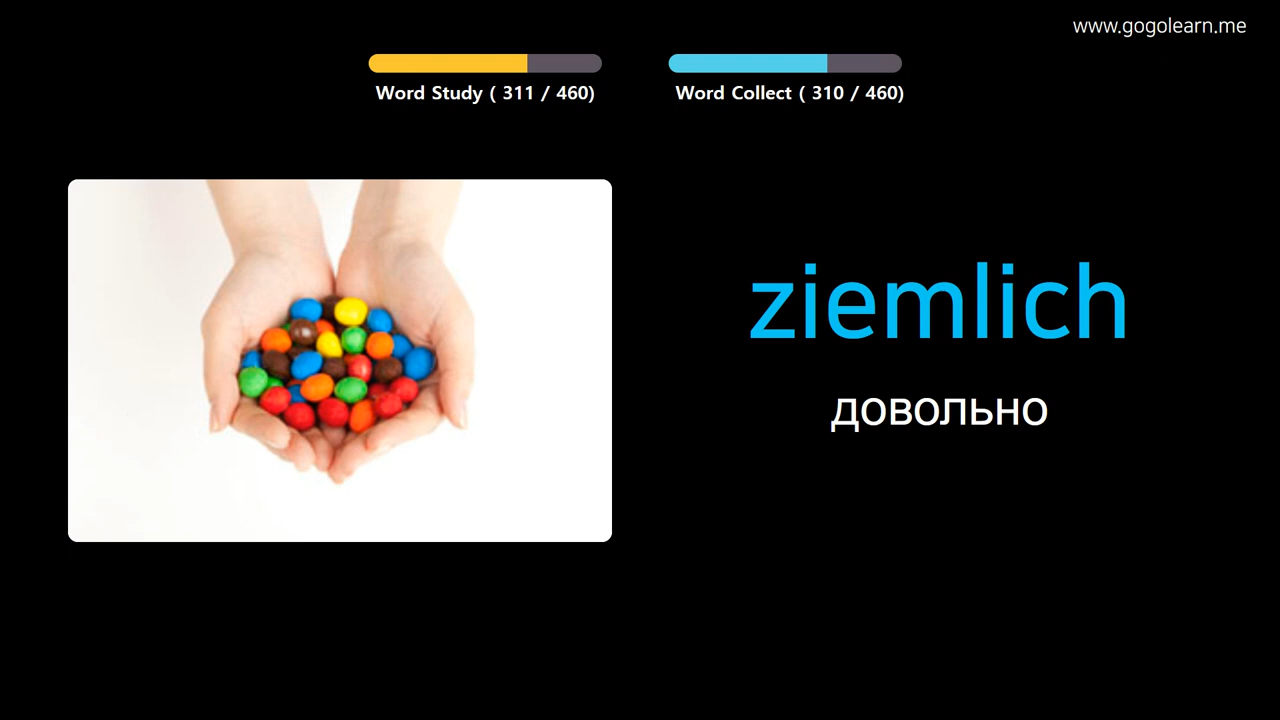 www.gogolearn.me
Word Study ( 311 / 460)
Word Collect ( 310 / 460)
ziemlich
довольно